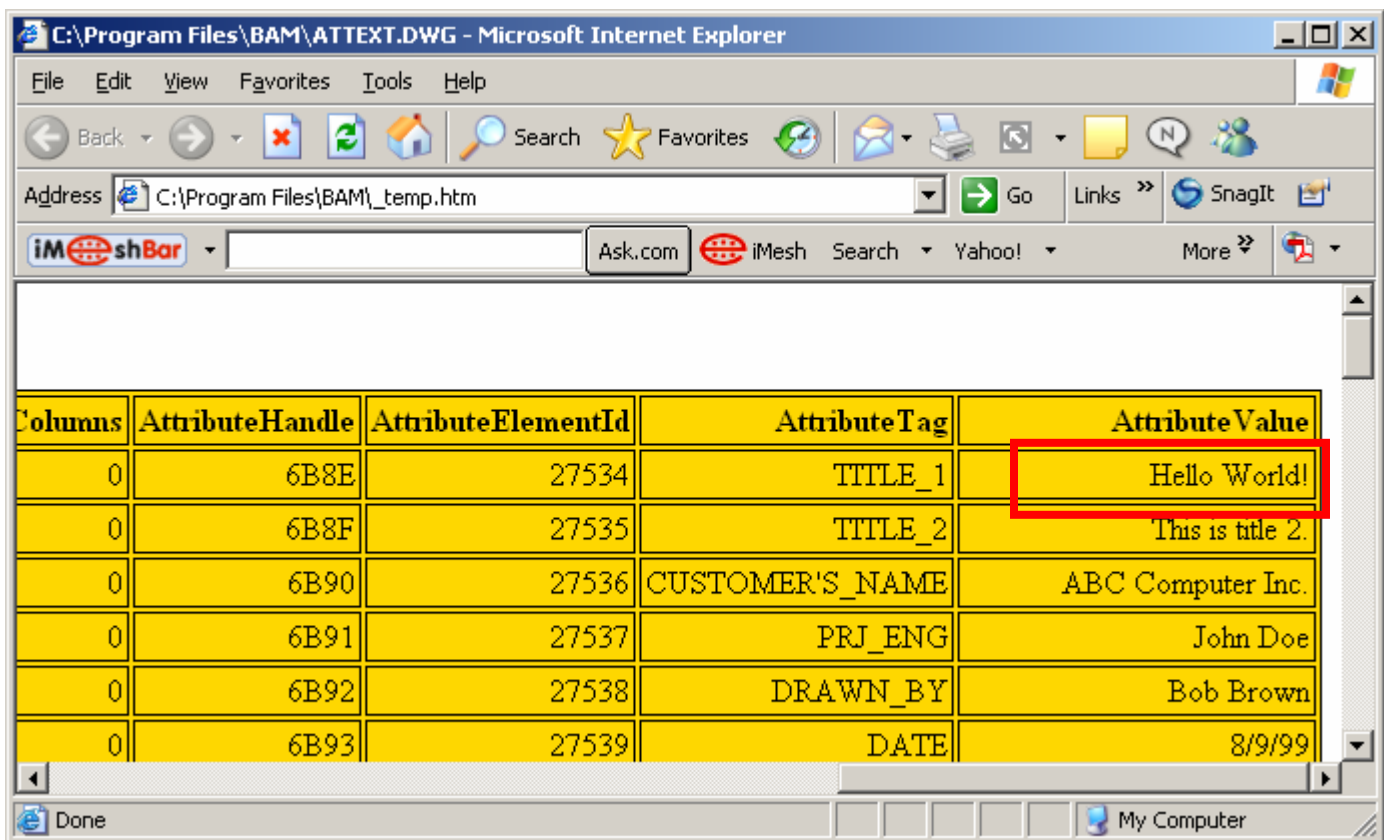 C:\Program Files\BAM\ATTEXT.DWG - Microsoft Internet Explorer
File Edit View Favorites Tools Help
Back Search Favorites
Address C:\Program Files\BAM\_temp.htm Go Links » SnagIt
iMeshBar Ask.com iMesh Search Yahoo! More »
Columns AttributeHandle AttributeElementId AttributeTag AttributeValue
0 6B8E 27534 TITLE_1 Hello World!
0 6B8F 27535 TITLE_2 This is title 2.
0 6B90 27536 CUSTOMER'S_NAME ABC Computer Inc.
0 6B91 27537 PRJ_ENG John Doe
0 6B92 27538 DRAWN_BY Bob Brown
0 6B93 27539 DATE 8/9/99
Done My Computer